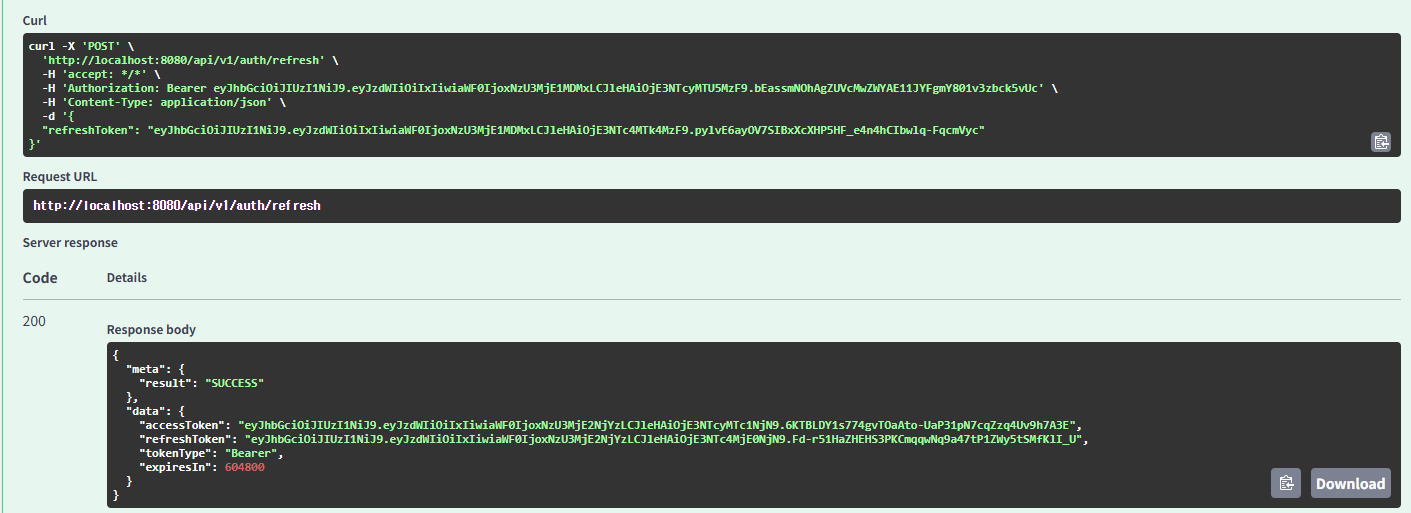 Curl
curl -X 'POST' \
'http://localhost:8080/api/v1/auth/refresh' \
-H 'accept: */*' \
-H 'Authorization: Bearer eyJhbGciOiJIUzI1NiJ9.eyJzdWIiOiIxIiwiaWF0IjoxNzU3MjE1MDMxLCJleHAiOjE3NTcyMTU5MzF9.bEassmNOhAgZUVcMwZWYAE11JYFgmY801v3zbck5vUc' \
-H 'Content-Type: application/json' \
-d '{
"refreshToken": "eyJhbGciOiJIUzI1NiJ9.eyJzdWIiOiIxIiwiaWF0IjoxNzU3MjE1MDMxLCJleHAiOjE3NTc4MTk4MzF9.pylvE6ayOV7SIBxXcXHP5HF_e4n4hCIbwlq-FqcmVyc"
}'
Request URL
http://localhost:8080/api/v1/auth/refresh
Server response
Code Details
200
Response body
{
"meta": {
"result": "SUCCESS"
},
"data": {
"accessToken": "eyJhbGciOiJIUzI1NiJ9.eyJzdWIiOiIxIiwiaWF0IjoxNzU3MjE2NjYzLCJleHAiOjE3NTcyMTc1NjN9.6KTBLDY1s774gvTOaAto-UaP31pN7cqZzq4Uv9h7A3E",
"refreshToken": "eyJhbGciOiJIUzI1NiJ9.eyJzdWIiOiIxIiwiaWF0IjoxNzU3MjE2NjYzLCJleHAiOjE3NTc4MjE0NjN9.Fd-r51HaZHEHS3PKCmqqwNq9a47tP1ZWy5tSMfKlI_U",
"tokenType": "Bearer",
"expiresIn": 604800
}
}
Download